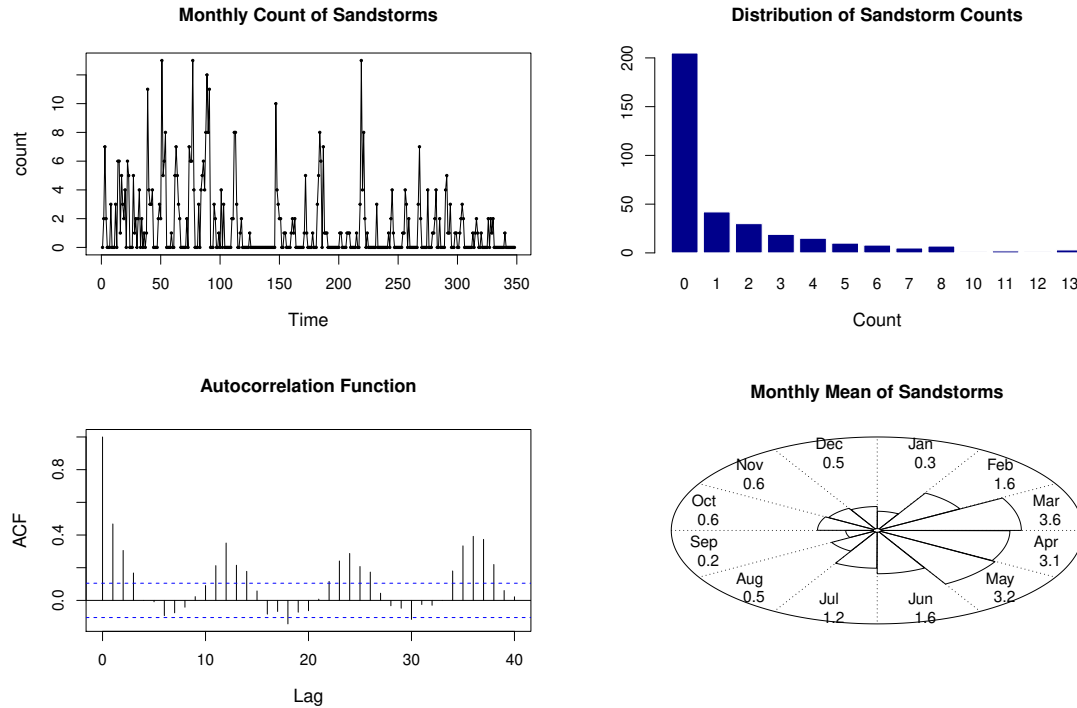 Monthly Count of Sandstorms
count
0 2 4 6 8 10
0 50 100 150 200 250 300 350
Time
Distribution of Sandstorm Counts
0 50 100 150 200
0 1 2 3 4 5 6 7 8 10 11 12 13
Count
Autocorrelation Function
ACF
0.0 0.4 0.8
0 10 20 30 40
Lag
Monthly Mean of Sandstorms
Jan
0.3
Feb
1.6
Mar
3.6
Apr
3.1
May
3.2
Jun
1.6
Jul
1.2
Aug
0.5
Sep
0.2
Oct
0.6
Nov
0.6
Dec
0.5